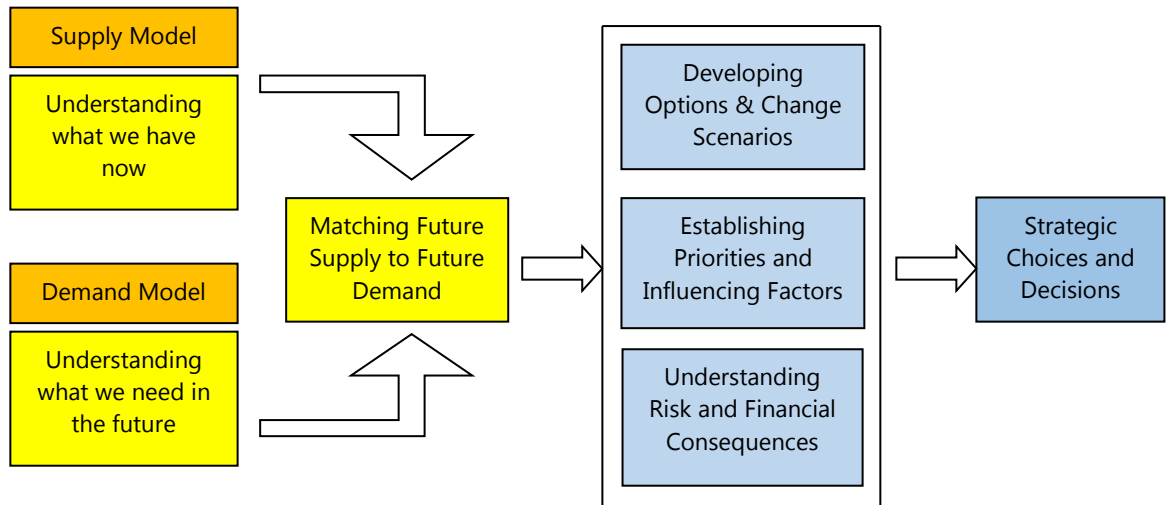 Supply Model
Understanding
what we have
now
Demand Model
Understanding
what we need in
the future
Matching Future
Supply to Future
Demand
Developing
Options & Change
Scenarios
Establishing
Priorities and
Influencing Factors
Understanding
Risk and Financial
Consequences
Strategic
Choices and
Decisions